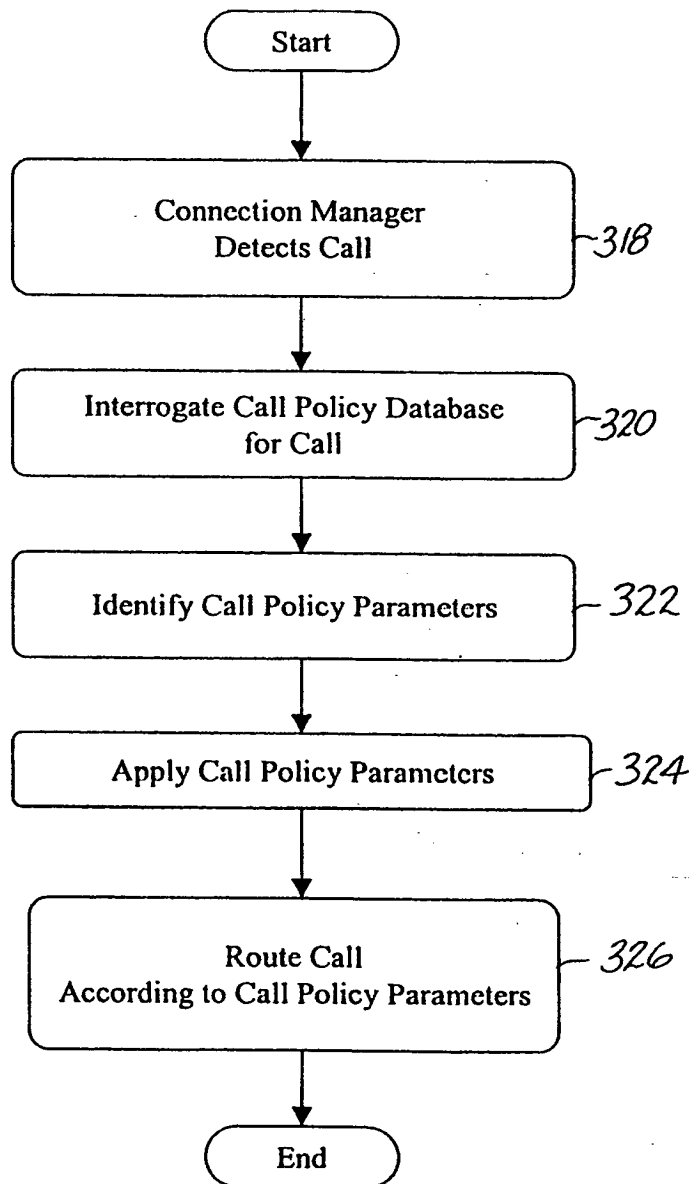 Start
Connection Manager
Detects Call
318
Interrogate Call Policy Database
for Call
320
Identify Call Policy Parameters
322
Apply Call Policy Parameters
324
Route Call
According to Call Policy Parameters
326
End